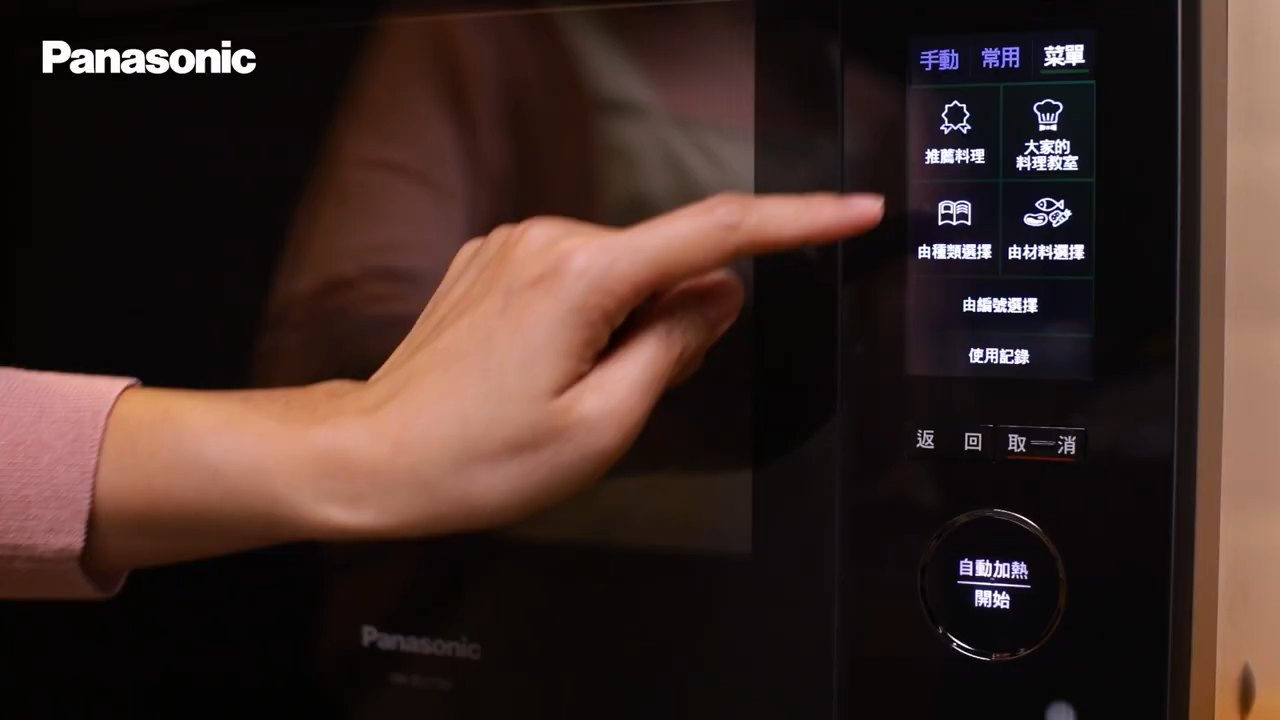 Panasonic
手動 常用 菜單
推薦料理
大家的
料理教室
由種類選擇
由材料選擇
由編號選擇
使用記錄
返 回 取一消
自動加熱
開始
Panasonic